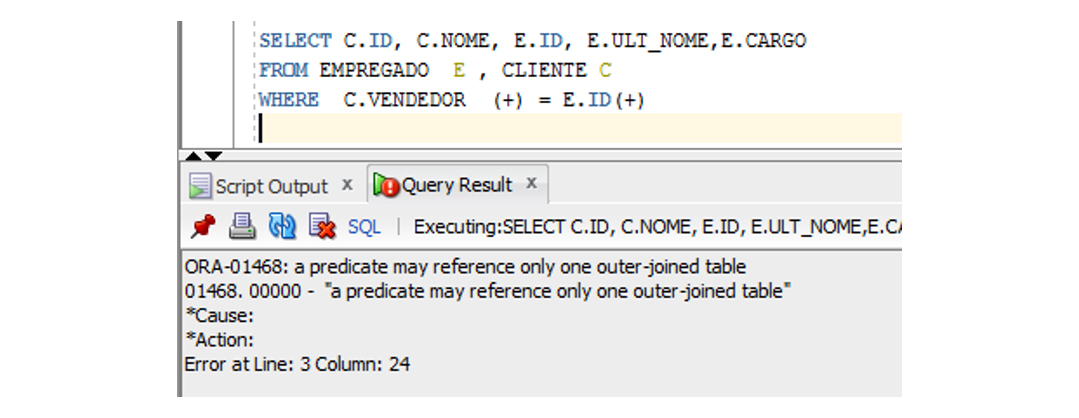 SELECT C.ID, C.NOME, E.ID, E.ULT_NOME,E.CARGO
FROM EMPREGADO  E , CLIENTE C
WHERE  C.VENDEDOR  (+) = E.ID(+)
Script Output x Query Result x
SQL | Executing:SELECT C.ID, C.NOME, E.ID, E.ULT_NOME,E.CA
ORA-01468: a predicate may reference only one outer-joined table
01468. 00000 -  "a predicate may reference only one outer-joined table"
*Cause:
*Action:
Error at Line: 3 Column: 24